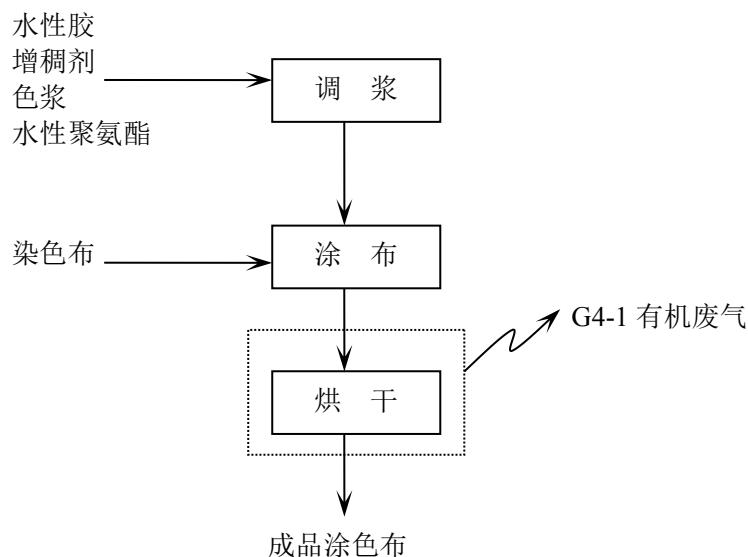 水性胶
增稠剂
色浆
水性聚氨酯
调 浆
染色布
涂 布
G4-1 有机废气
烘 干
成品涂色布